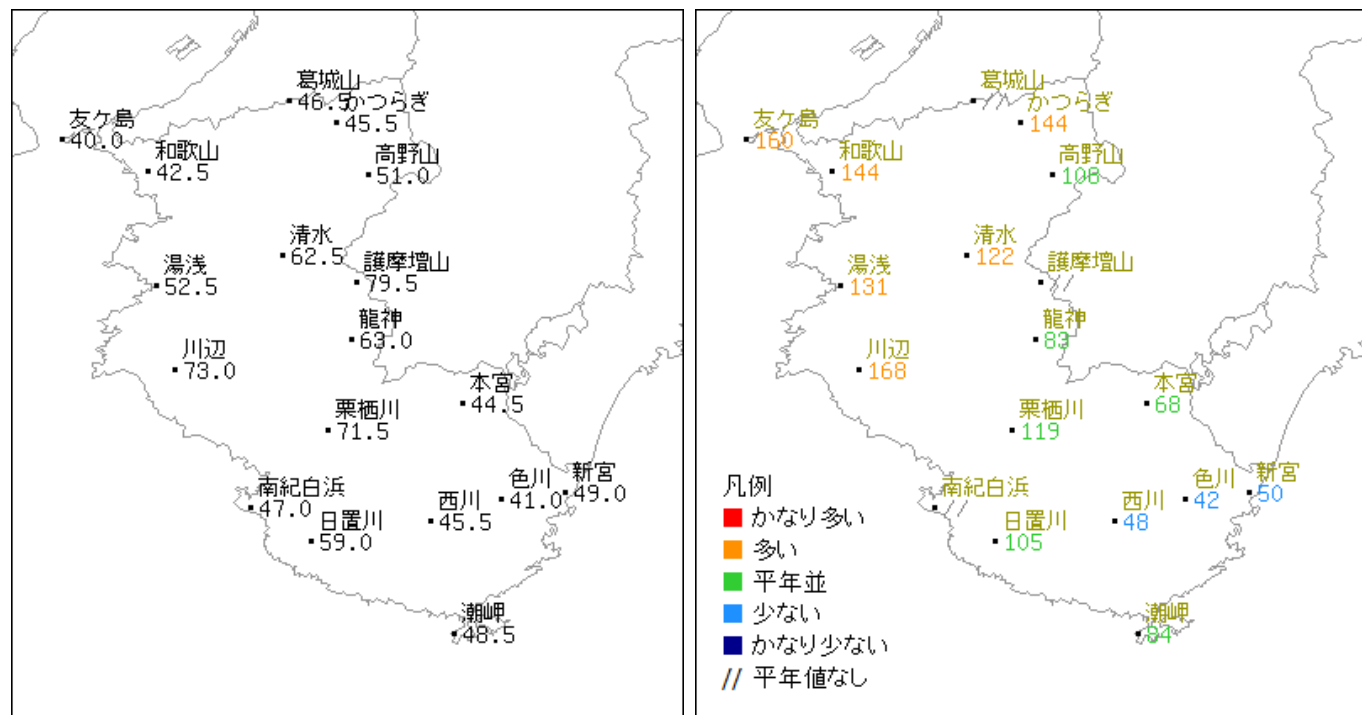 葛城山
46.5
かつらぎ
45.5
友ケ島
40.0
和歌山
42.5
高野山
51.0
清水
62.5
護摩壇山
79.5
湯浅
52.5
龍神
63.0
川辺
73.0
本宮
44.5
栗栖川
71.5
南紀白浜
47.0
日置川
59.0
西川
45.5
色川
41.0
新宮
49.0
潮岬
48.5
葛城山
//
かつらぎ
144
友ケ島
160
和歌山
144
高野山
108
清水
122
護摩壇山
//
湯浅
131
龍神
83
川辺
168
本宮
68
栗栖川
119
南紀白浜
//
日置川
105
西川
48
色川
42
新宮
50
潮岬
84
凡例
かなり多い
多い
平年並
少ない
かなり少ない
// 平年値なし